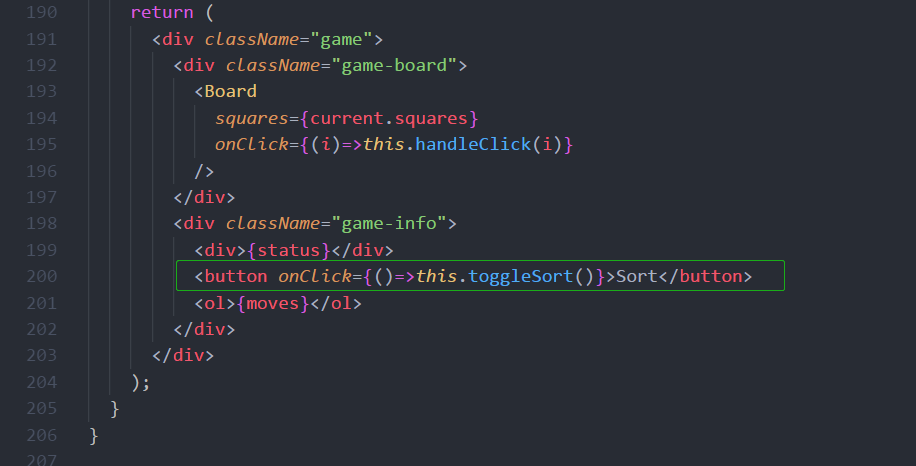 190 return (
191 <div className="game">
192 <div className="game-board">
193 <Board
194 squares={current.squares}
195 onClick={(i)=>this.handleClick(i)}
196 />
197 </div>
198 <div className="game-info">
199 <div>{status}</div>
200 <button onClick={()=>this.toggleSort()}>Sort</button>
201 <ol>{moves}</ol>
202 </div>
203 </div>
204 );
205 }
206 }
207